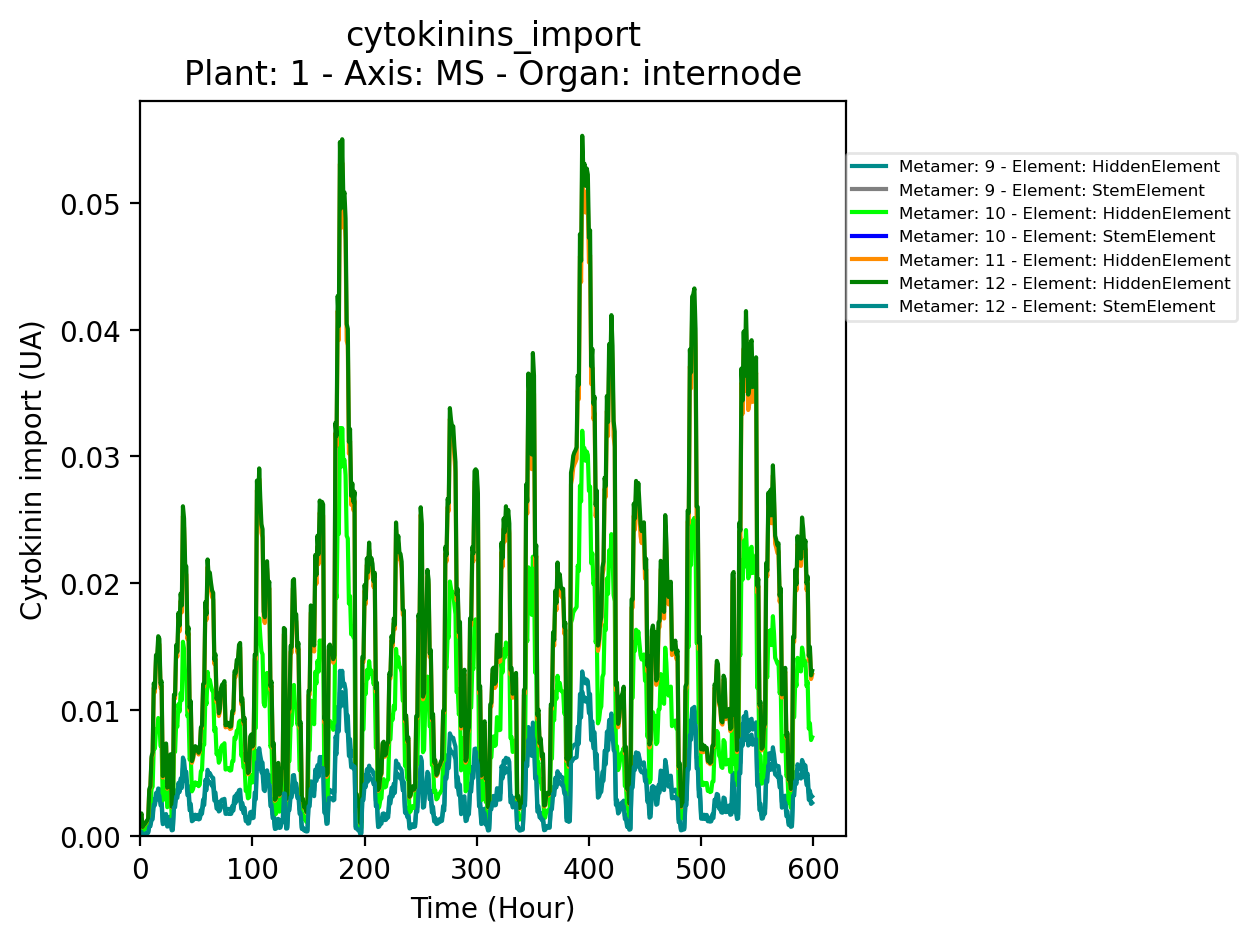 cytokinins_import
Plant: 1 - Axis: MS - Organ: internode
Cytokinin import (UA)
0.05
0.04
0.03
0.02
0.01
0.00
0 100 200 300 400 500 600
Time (Hour)
Metamer: 9 - Element: HiddenElement
Metamer: 9 - Element: StemElement
Metamer: 10 - Element: HiddenElement
Metamer: 10 - Element: StemElement
Metamer: 11 - Element: HiddenElement
Metamer: 12 - Element: HiddenElement
Metamer: 12 - Element: StemElement